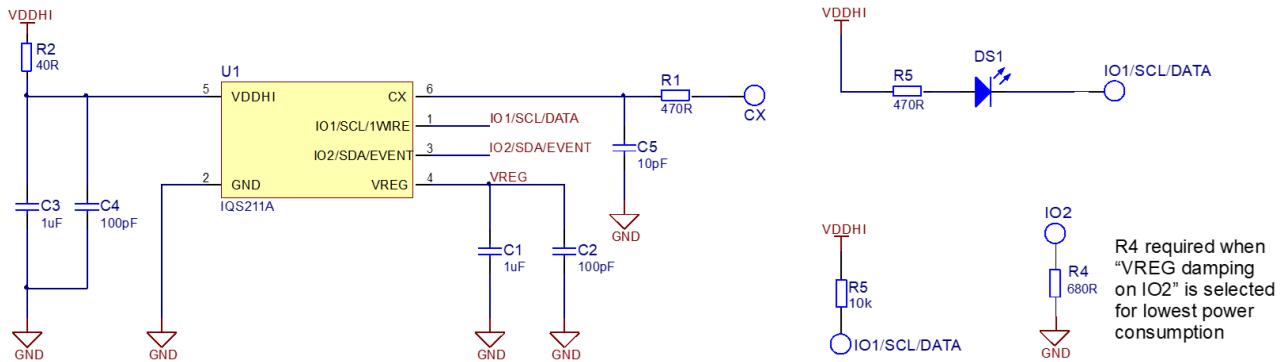 VDDHI
R2
40R
U1
5
VDDHI
CX
6
R1
470R
CX
IO1/SCL/1WIRE
1
IO1/SCL/DATA
IO2/SDA/EVENT
3
IO2/SDA/EVENT
C5
10pF
2
GND
VREG
4
VREG
IQS211A
GND
C3
1uF
C4
100pF
C1
1uF
C2
100pF
GND
GND
GND
GND
VDDHI
DS1
R5
470R
IO1/SCL/DATA
VDDHI
R5
10k
IO1/SCL/DATA
IO2
R4
680R
GND
R4 required when
“VREG damping
on IO2” is selected
for lowest power
consumption